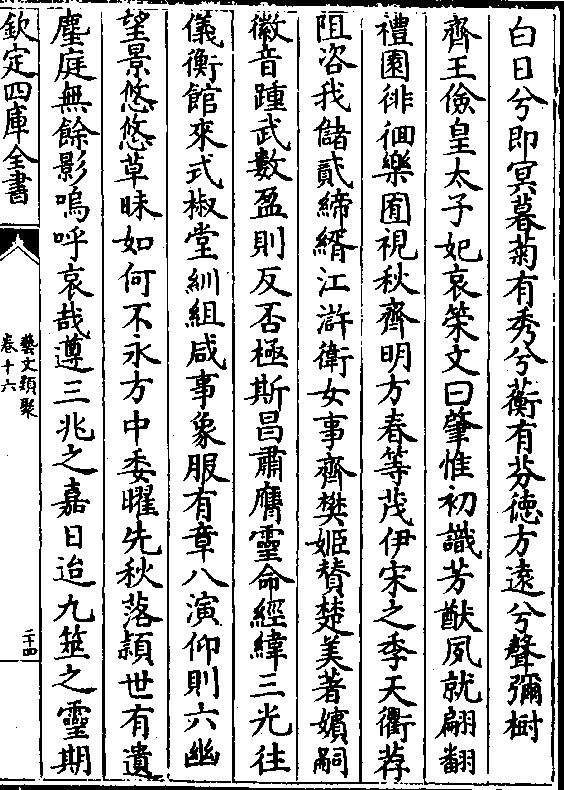 白日兮即冥暮菊有秀兮蘅有芬徳方逺兮聲彌樹
齊王儉皇太子妃哀策文曰肇惟初識芳猷夙就翩翻
禮園徘徊樂囿視秋齊明方春等茂伊宋之季天衢荐
阻咨我儲貳締縎江滸衛女事齊樊姬贊楚美著嬪嗣
徽音踵武數盈則反否極斯昌肅膺靈命經緯三光往
儀衡館來式椒堂紃組咸事象服有章八演仰則六幽
望景悠悠草昧如何不永方中委曜先秋落頴世有遺
塵庭無餘影嗚呼哀哉遵三兆之嘉日迨九筮之靈期
欽定四庫全書
藝文類聚
卷十六
二十四